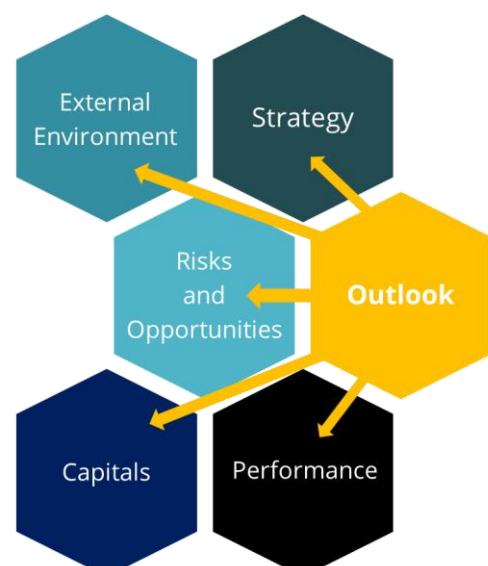 External
Environment
Strategy
Risks
and
Opportunities
Outlook
Capitals
Performance